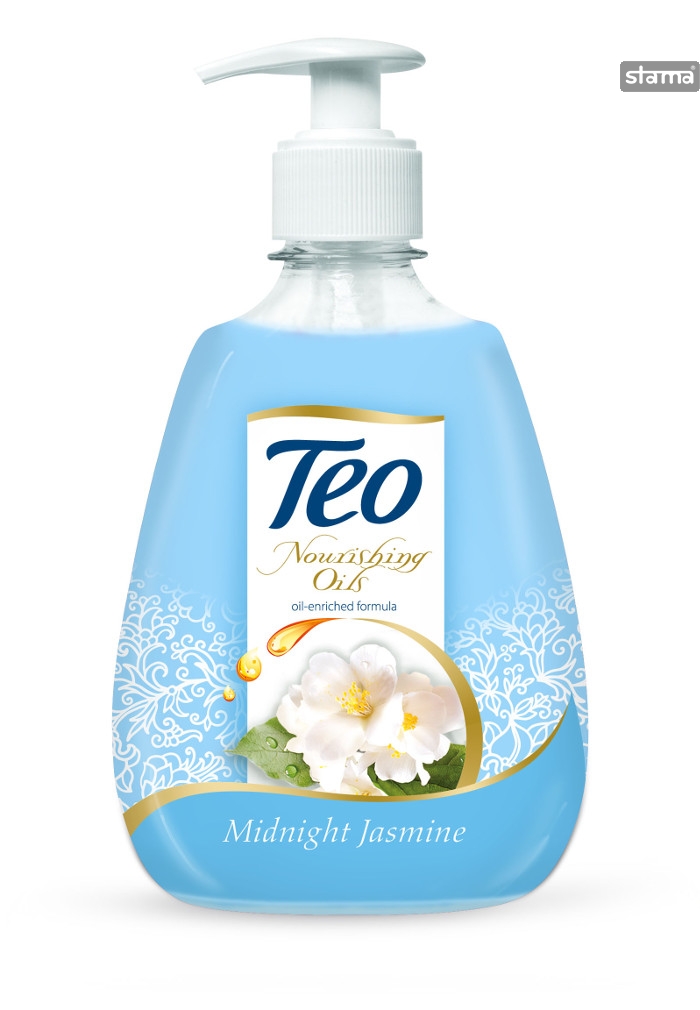 stama®
Teo
Nourishing
Oils
oil-enriched formula
Midnight Jasmine